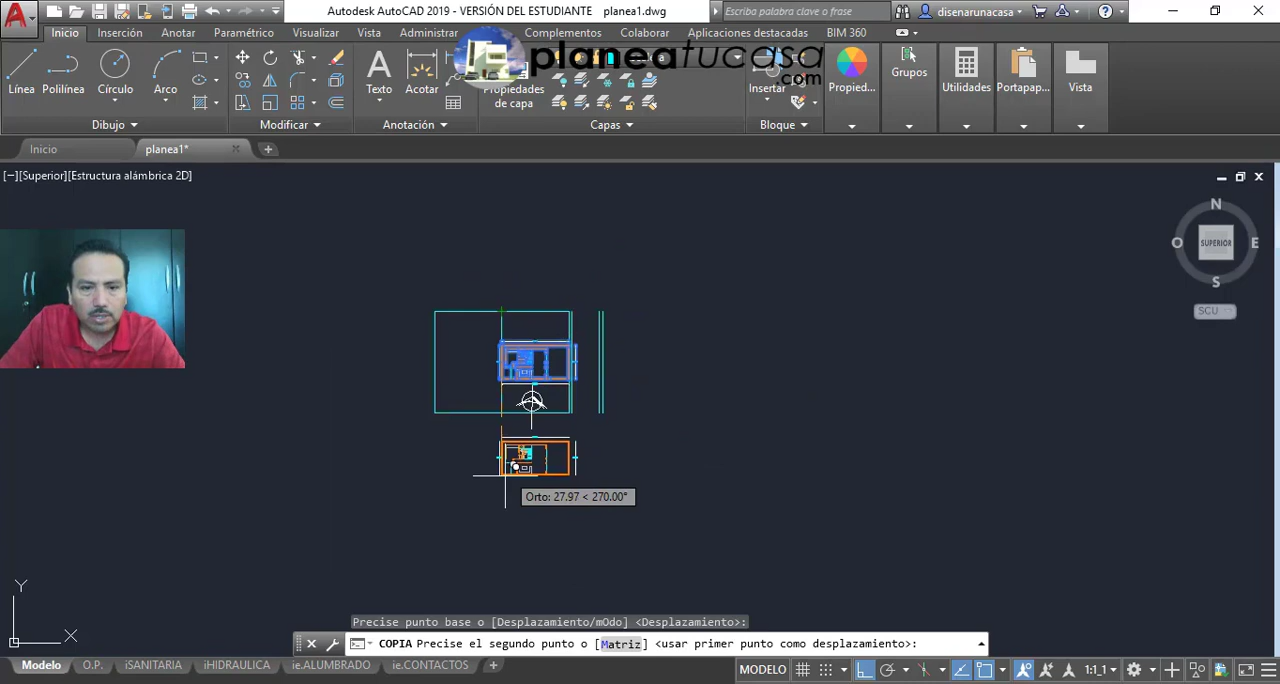 Autodesk AutoCAD 2019 - VERSIÓN DEL ESTUDIANTE planea1.dwg
Escriba palabra clave o frase
disenarunacasa
Inicio Inserción Anotar Paramétrico Visualizar Vista Administrar Complementos Colaborar Aplicaciones destacadas BIM 360
planeatucasa
.com
Línea Polilínea Círculo Arco
Texto Acotar
Propiedades
de capa
Insertar
Propied... Grupos Utilidades Portapap... Vista
Dibujo Modificar Anotación Capas Bloque
Inicio planea1*
[−][Superior][Estructura alámbrica 2D]
N
O SUPERIOR E
S
SCU
Orto: 27.97 < 270.00°
Y
X
Precise punto base o [Desplazamiento/mOdo] <Desplazamiento>:
COPIA Precise el segundo punto o [Matriz] <usar primer punto como desplazamiento>:
Modelo O.P. iSANITARIA iHIDRAULICA ie.ALUMBRADO ie.CONTACTOS
MODELO 1:1_1